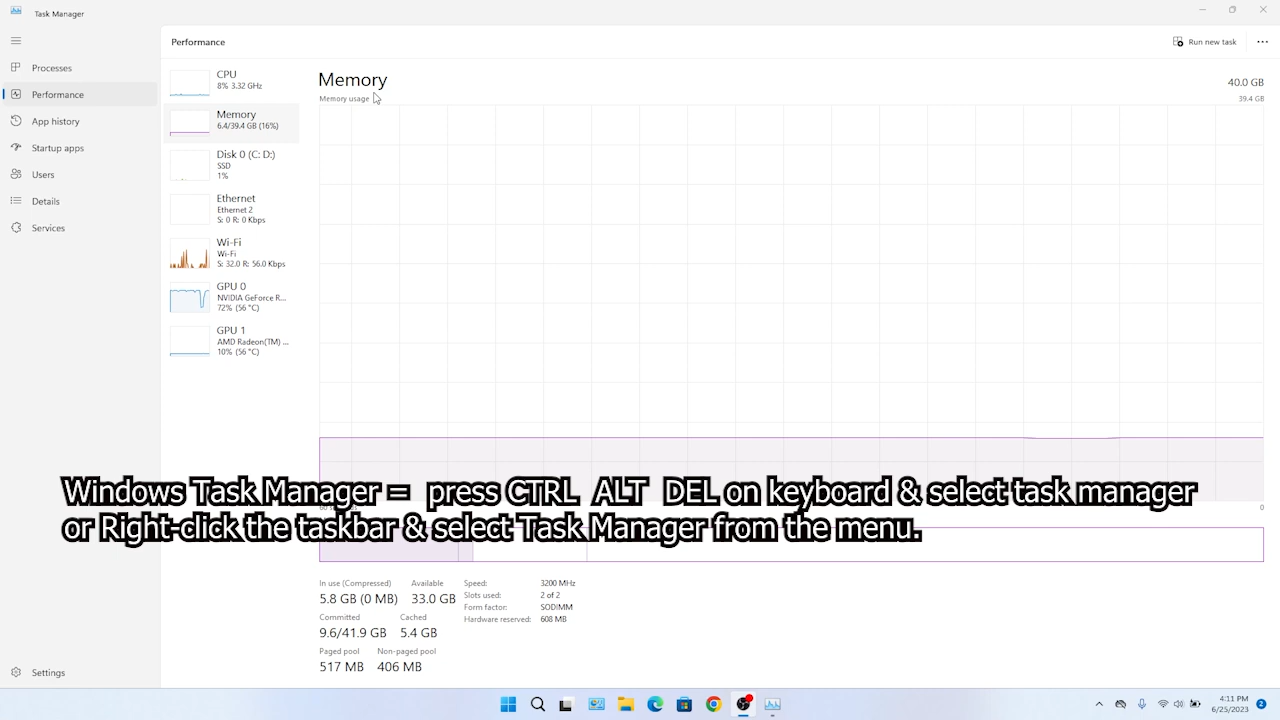 Task Manager
Performance
Run new task
Processes
Performance
App history
Startup apps
Users
Details
Services
Settings
CPU
8% 3.32 GHz
Memory
6.4/39.4 GB (16%)
Disk 0 (C: D:)
SSD
1%
Ethernet
Ethernet 2
S: 0 R: 0 Kbps
Wi-Fi
Wi-Fi
S: 32.0 R: 56.0 Kbps
GPU 0
NVIDIA GeForce R...
72% (56 °C)
GPU 1
AMD Radeon(TM) ...
10% (56 °C)
Memory
40.0 GB
Memory usage
39.4 GB
Windows Task Manager = press CTRL ALT DEL on keyboard & select task manager
or Right-click the taskbar & select Task Manager from the menu.
0
In use (Compressed)
5.8 GB (0 MB)
Available
33.0 GB
Committed
9.6/41.9 GB
Cached
5.4 GB
Paged pool
517 MB
Non-paged pool
406 MB
Speed: 3200 MHz
Slots used: 2 of 2
Form factor: SODIMM
Hardware reserved: 608 MB
4:11 PM
6/25/2023
2